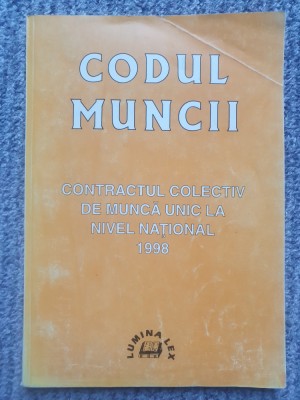 CODUL
MUNCII
CONTRACTUL COLECTIV
DE MUNCĂ UNIC LA
NIVEL NAȚIONAL
1998
LUMINA LEX